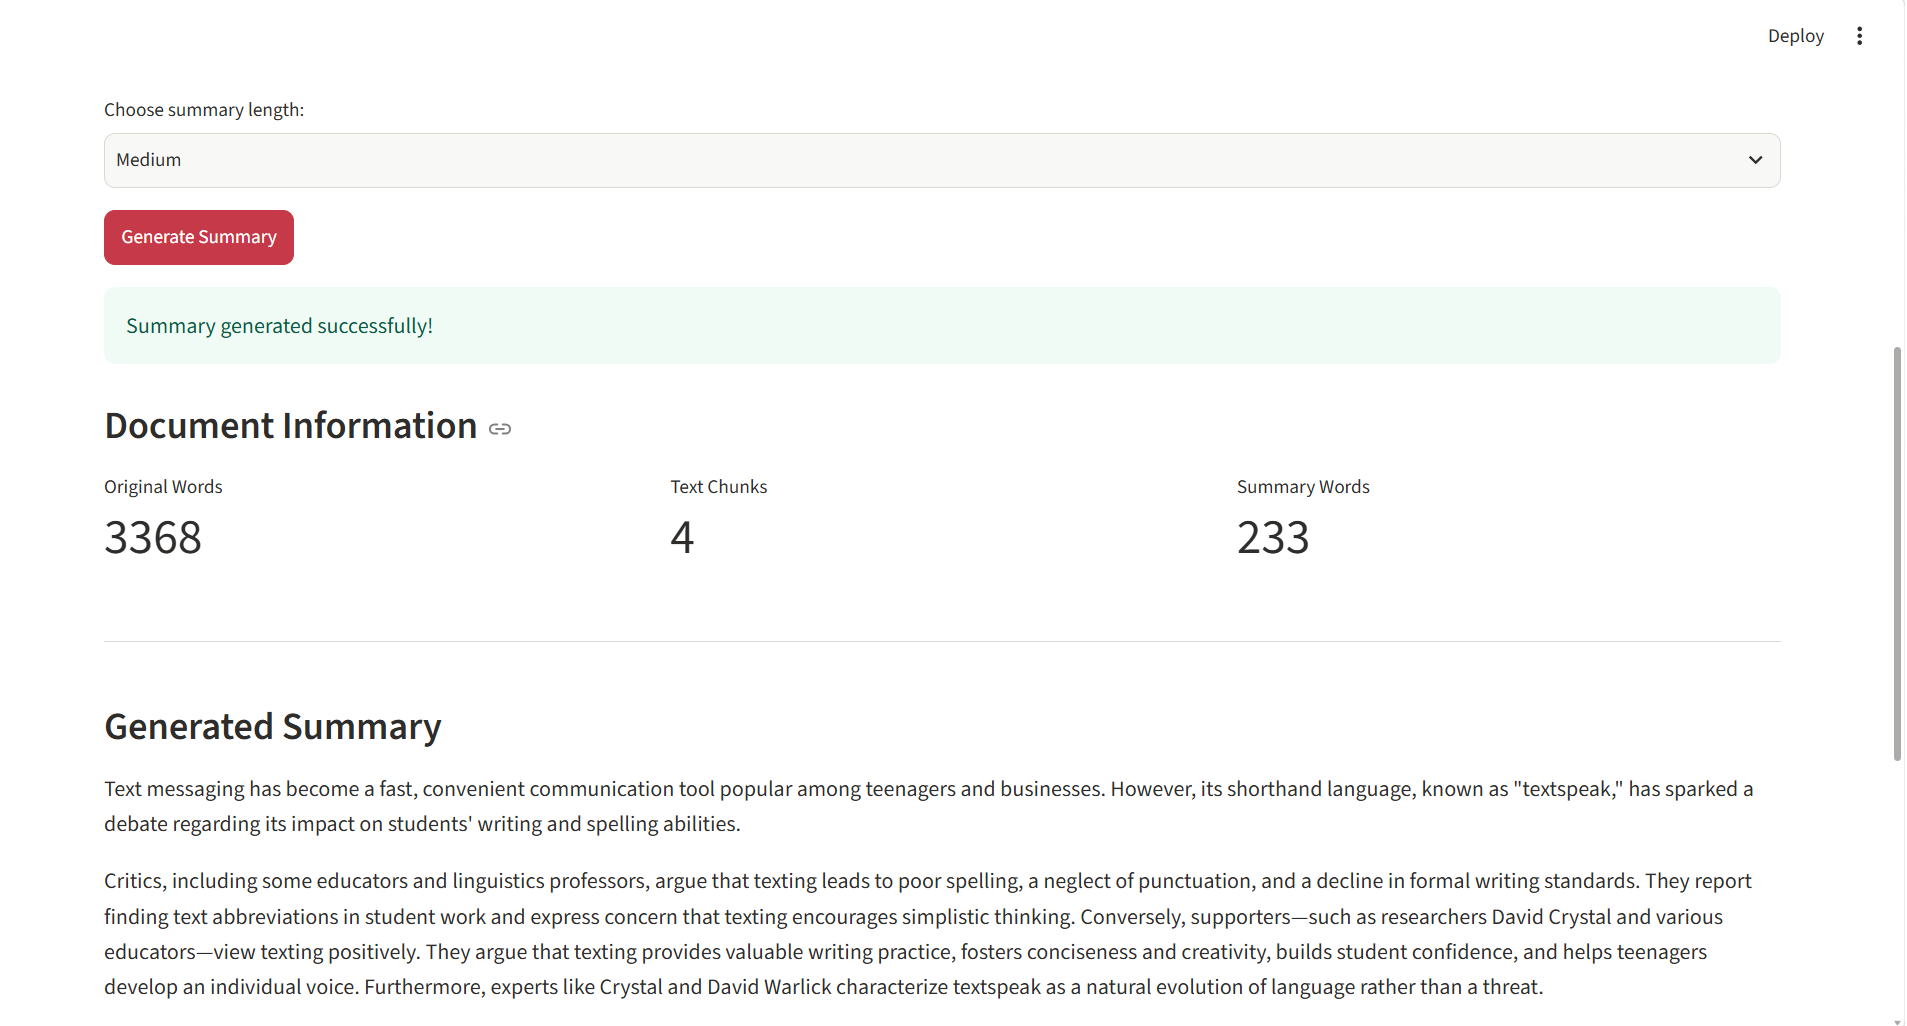 Deploy
Choose summary length:
Medium
Generate Summary
Summary generated successfully!
Document Information
Original Words
Text Chunks
Summary Words
3368
4
233
Generated Summary
Text messaging has become a fast, convenient communication tool popular among teenagers and businesses. However, its shorthand language, known as "textspeak," has sparked a
debate regarding its impact on students' writing and spelling abilities.
Critics, including some educators and linguistics professors, argue that texting leads to poor spelling, a neglect of punctuation, and a decline in formal writing standards. They report
finding text abbreviations in student work and express concern that texting encourages simplistic thinking. Conversely, supporters—such as researchers David Crystal and various
educators—view texting positively. They argue that texting provides valuable writing practice, fosters conciseness and creativity, builds student confidence, and helps teenagers
develop an individual voice. Furthermore, experts like Crystal and David Warlick characterize textspeak as a natural evolution of language rather than a threat.